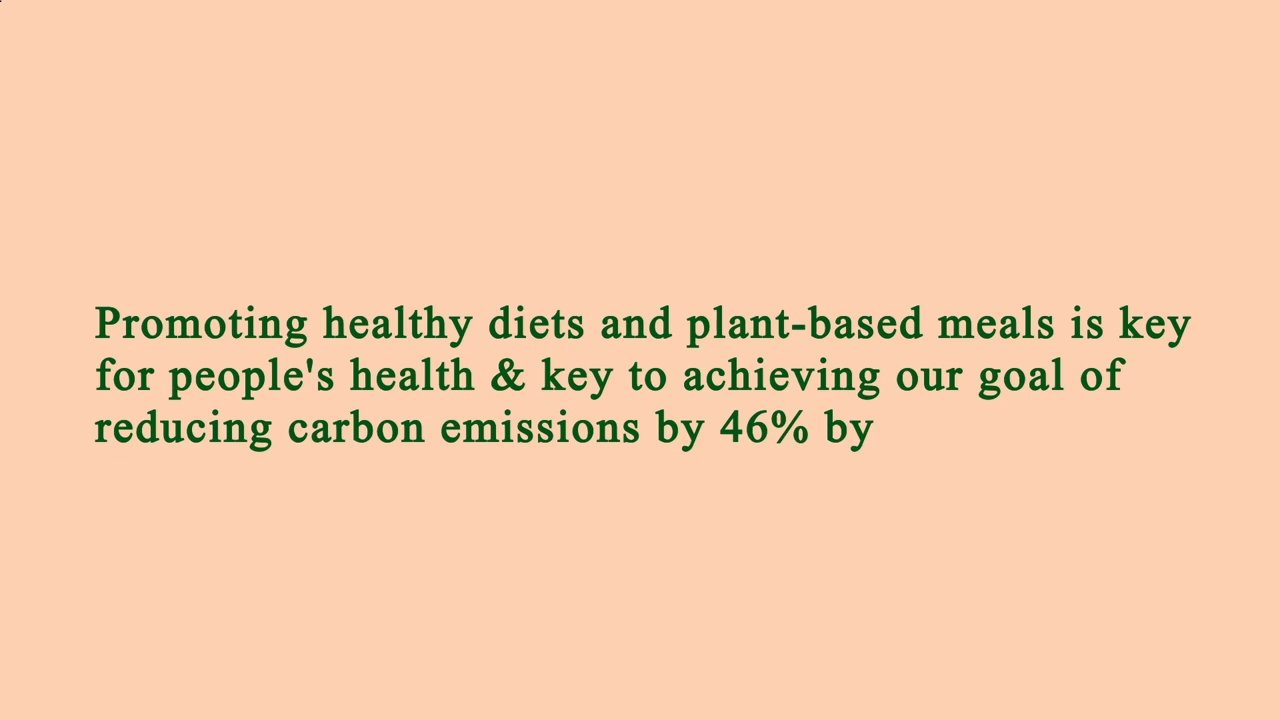 Promoting healthy diets and plant-based meals is key
for people's health & key to achieving our goal of
reducing carbon emissions by 46% by